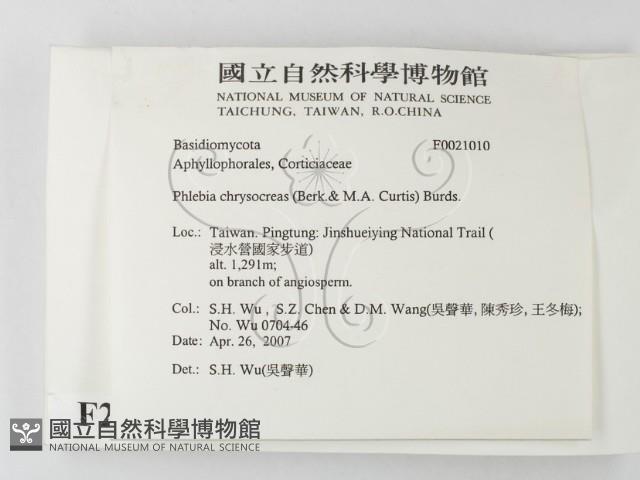 國立自然科學博物館
NATIONAL MUSEUM OF NATURAL SCIENCE
TAICHUNG, TAIWAN, R.O.CHINA
Basidiomycota F0021010
Aphyllophorales, Corticiaceae
Phlebia chrysocreas (Berk.& M.A. Curtis) Burds.
Loc.: Taiwan. Pingtung: Jinshueiying National Trail (
浸水營國家步道)
alt. 1,291m;
on branch of angiosperm.
Col.: S.H. Wu , S.Z. Chen & D.M. Wang(吳聲華, 陳秀珍, 王冬梅);
No. Wu 0704-46
Date: Apr. 26, 2007
Det.: S.H. Wu(吳聲華)
F2
國立自然科學博物館
NATIONAL MUSEUM OF NATURAL SCIENCE